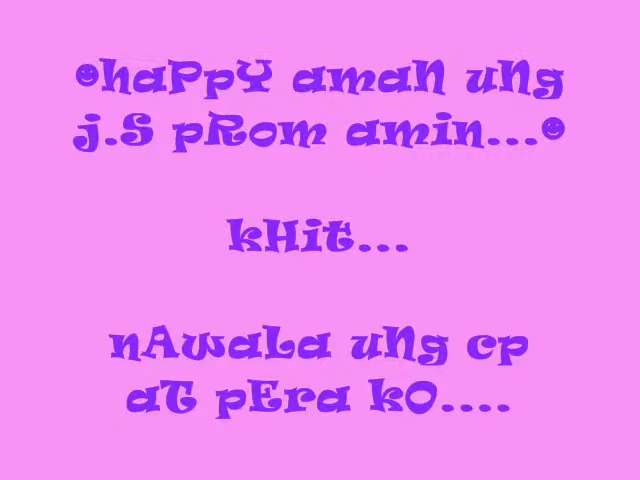 ☻haPpY amaN uNg
j.S pRom amin...☻
kHit...
nAwaLa uNg cp
aT pEra kO....